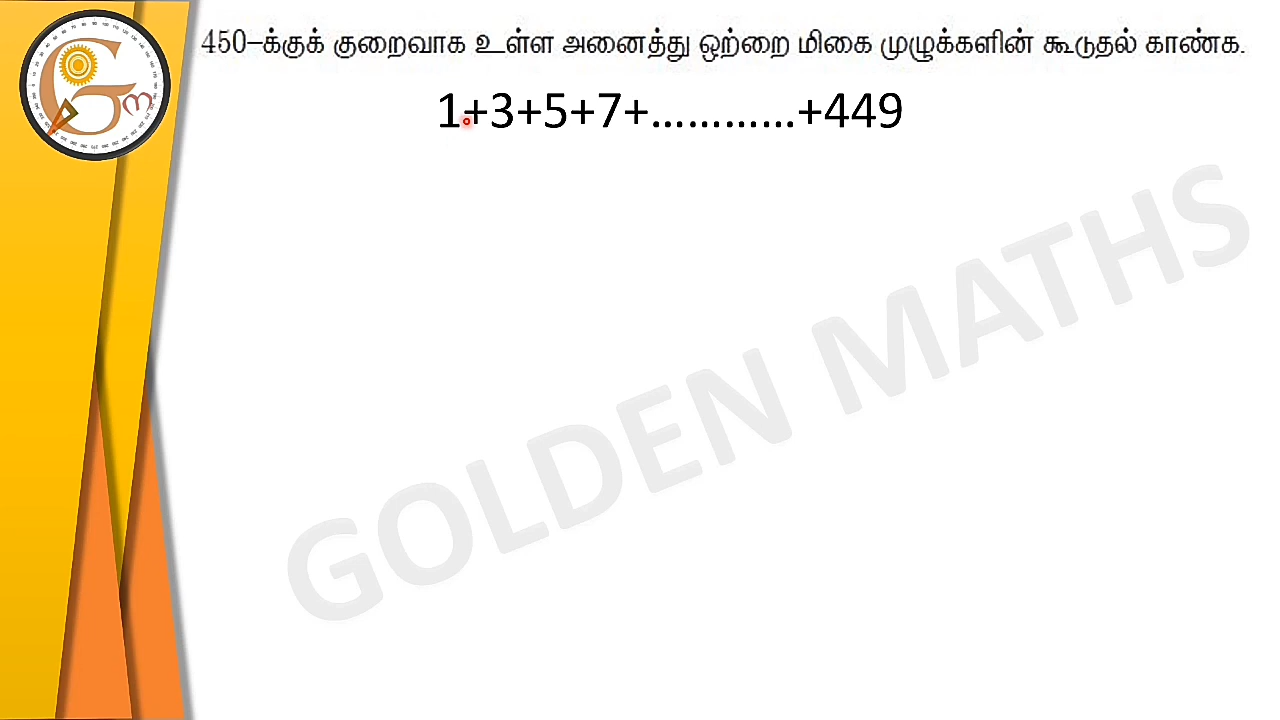 450–க்குக் குறைவாக உள்ள அனைத்து ஒற்றை மிகை முழுக்களின் கூடுதல் காண்க.
1+3+5+7+…………+449
GOLDEN MATHS